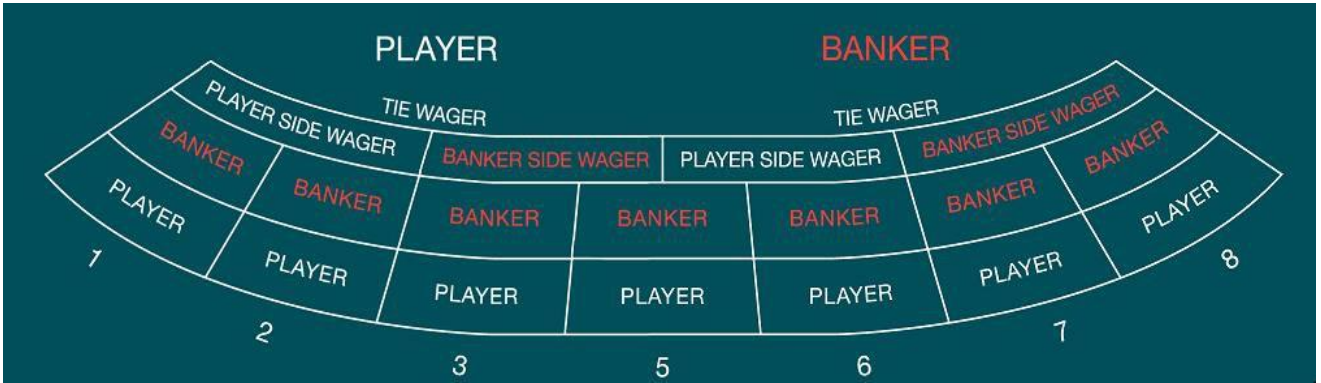 PLAYER BANKER
TIE WAGER TIE WAGER
PLAYER SIDE WAGER BANKER SIDE WAGER PLAYER SIDE WAGER BANKER SIDE WAGER
BANKER BANKER BANKER BANKER BANKER BANKER BANKER
PLAYER PLAYER PLAYER PLAYER PLAYER PLAYER PLAYER
1 2 3 5 6 7 8